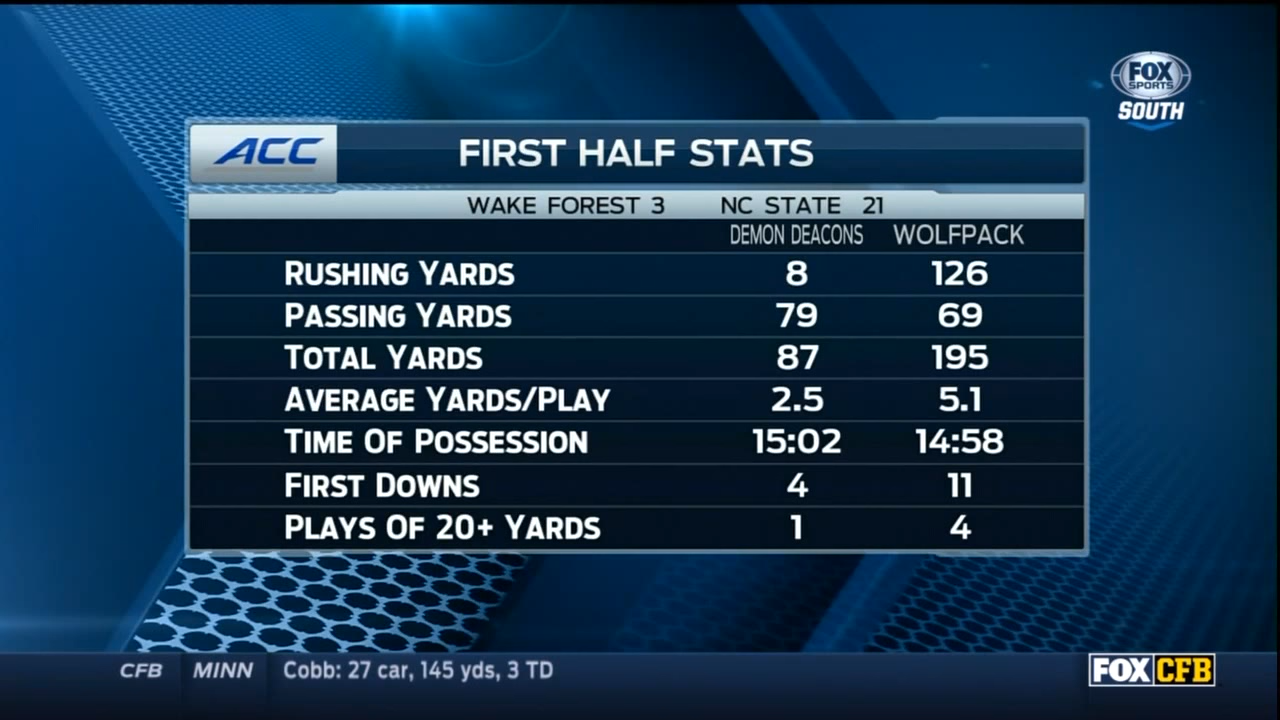 FOX
SPORTS
SOUTH
ACC FIRST HALF STATS
WAKE FOREST 3 NC STATE 21
DEMON DEACONS WOLFPACK
RUSHING YARDS 8 126
PASSING YARDS 79 69
TOTAL YARDS 87 195
AVERAGE YARDS/PLAY 2.5 5.1
TIME OF POSSESSION 15:02 14:58
FIRST DOWNS 4 11
PLAYS OF 20+ YARDS 1 4
CFB MINN Cobb: 27 car, 145 yds, 3 TD FOX CFB